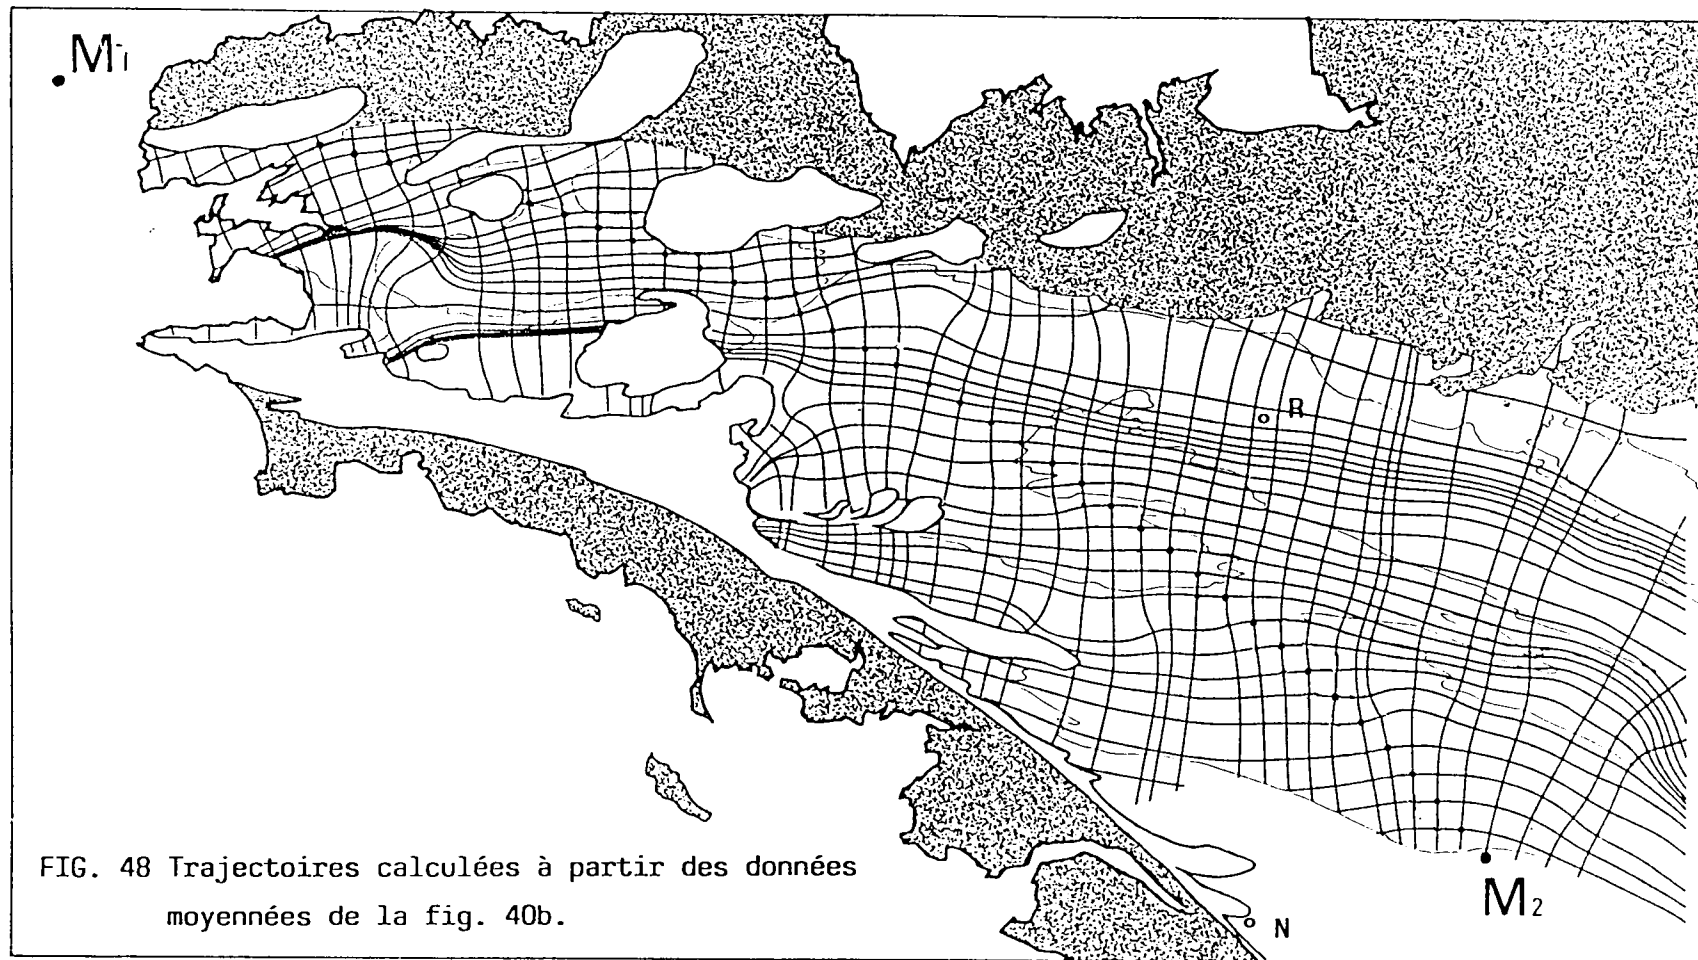 M1
R
M2
N
FIG. 48 Trajectoires calculées à partir des données
moyennées de la fig. 40b.